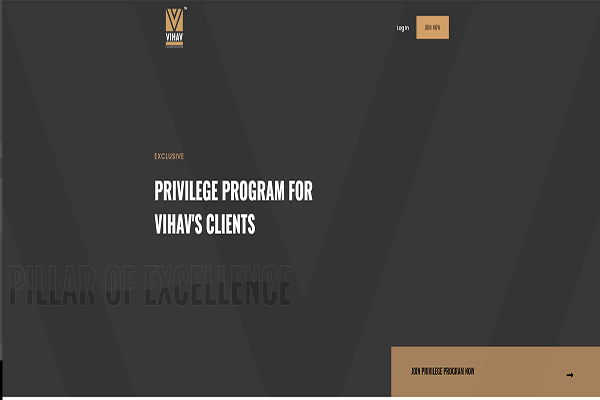 VIHAV
Log In
JOIN NOW
EXCLUSIVE
PRIVILEGE PROGRAM FOR
VIHAV'S CLIENTS
PILLAR OF EXCELLENCE
JOIN PRIVILEGE PROGRAM NOW